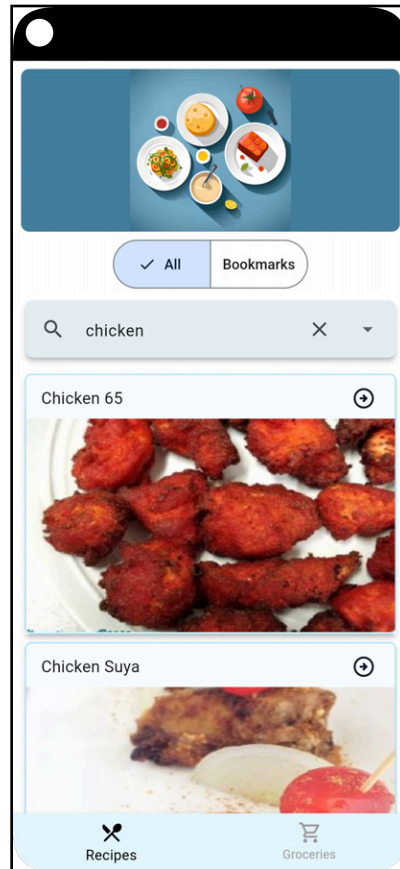 All
Bookmarks
chicken
Chicken 65
Chicken Suya
Recipes
Groceries